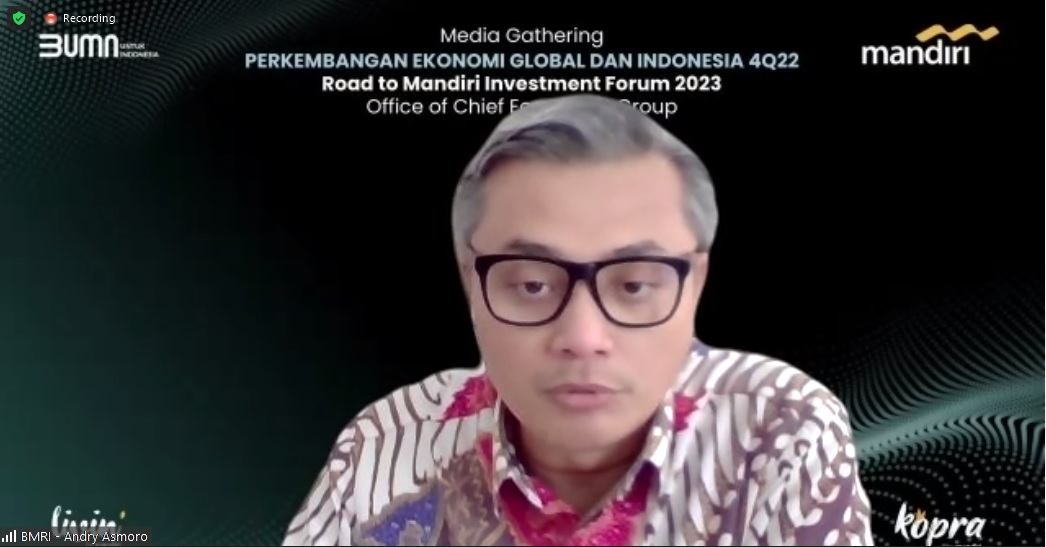 Recording
BUMN UNTUK INDONESIA
Media Gathering
PERKEMBANGAN EKONOMI GLOBAL DAN INDONESIA 4Q22
Road to Mandiri Investment Forum 2023
Office of Chief Group
mandiri
livin'
kopra
BMRI - Andry Asmoro